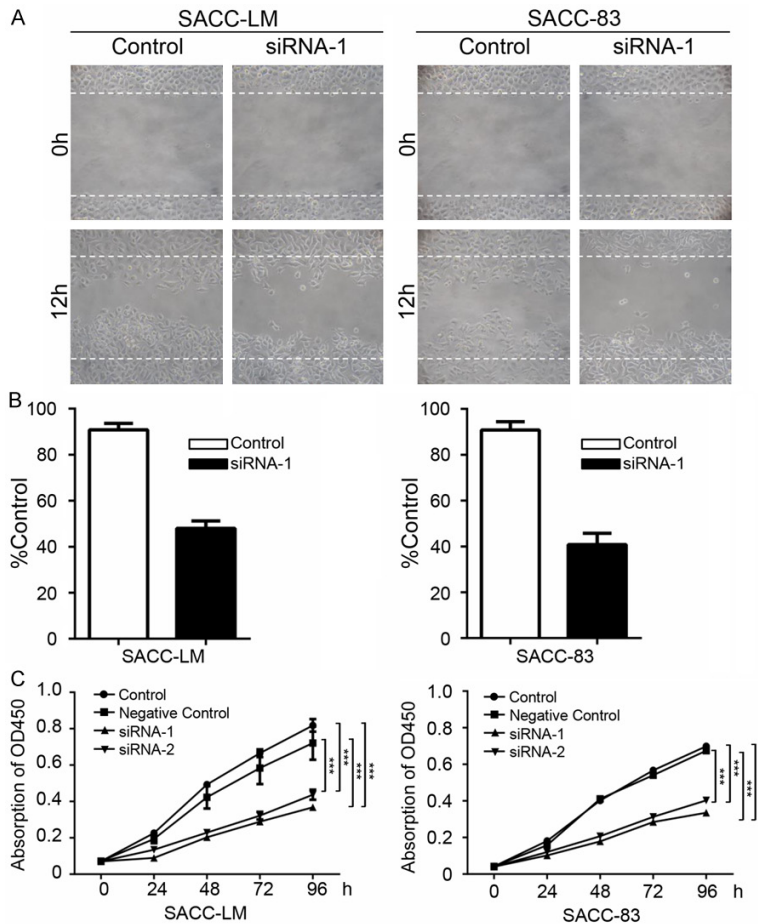 A
SACC-LM SACC-83
Control siRNA-1 Control siRNA-1
0h 0h
12h 12h
B
100 100
80 80
60 60
40 40
20 20
0 0
%Control %Control
Control Control
siRNA-1 siRNA-1
SACC-LM SACC-83
C
1.0 1.0
0.8 0.8
0.6 0.6
0.4 0.4
0.2 0.2
0 0
Absorption of OD450 Absorption of OD450
Control Control
Negative Control Negative Control
siRNA-1 siRNA-1
siRNA-2 siRNA-2
*** *** *** *** *** *** ***
0 24 48 72 96 h 0 24 48 72 96 h
SACC-LM SACC-83